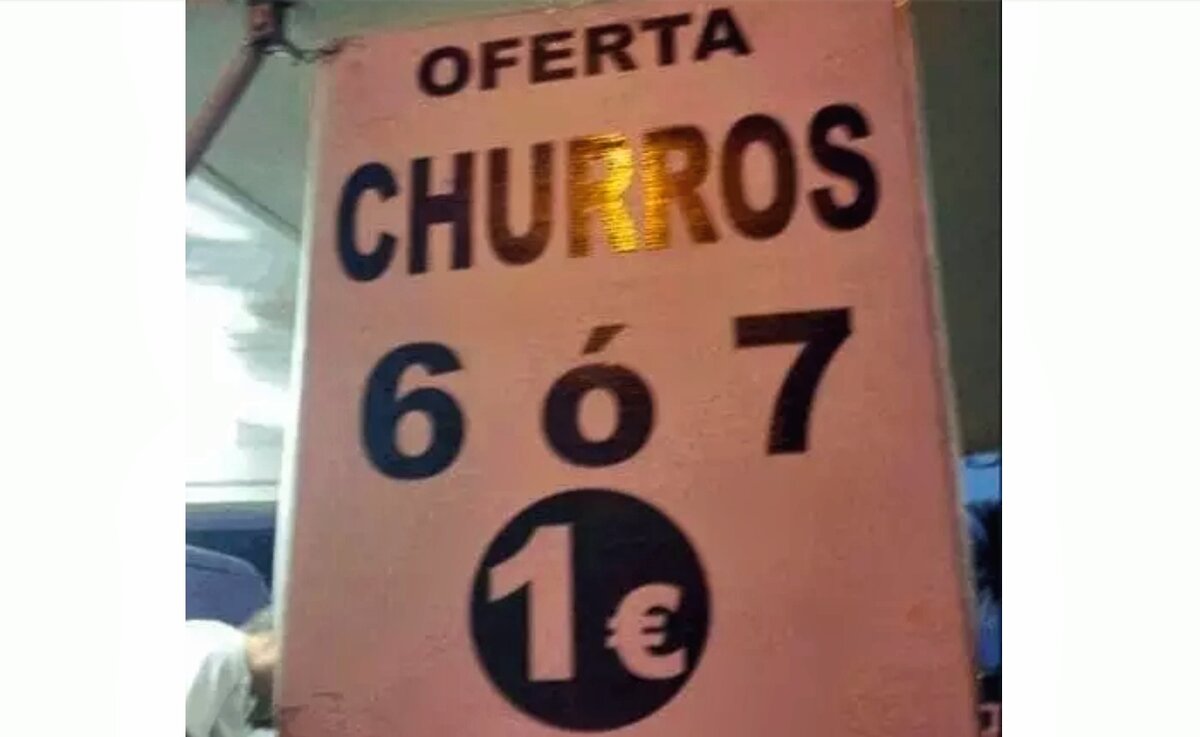 OFERTA
CHURROS
6 ó 7
1€